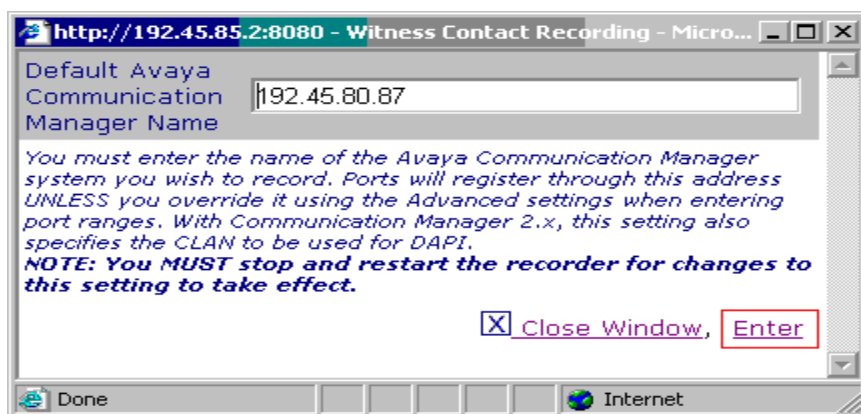 http://192.45.85.2:8080 - Witness Contact Recording - Micro...
Default Avaya
Communication
Manager Name
192.45.80.87
You must enter the name of the Avaya Communication Manager
system you wish to record. Ports will register through this address
UNLESS you override it using the Advanced settings when entering
port ranges. With Communication Manager 2.x, this setting also
specifies the CLAN to be used for DAPI.
NOTE: You MUST stop and restart the recorder for changes to
this setting to take effect.
X Close Window, Enter
Done Internet